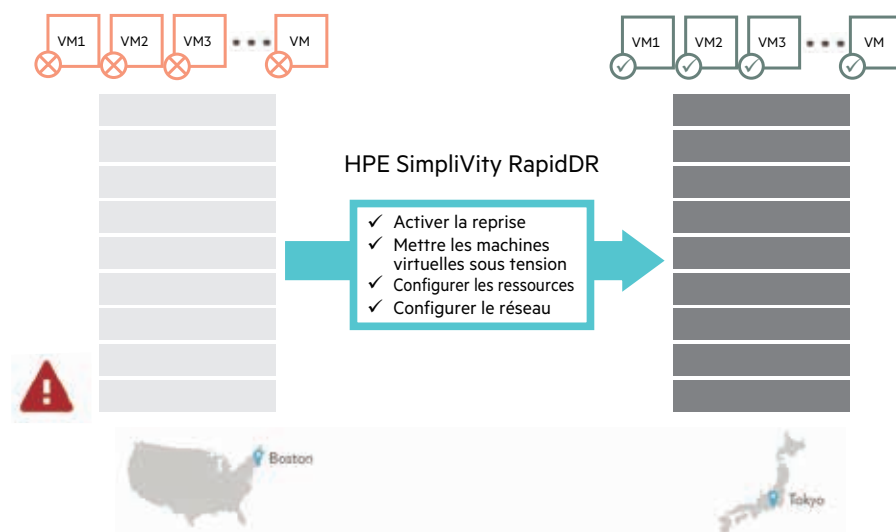 VM1 VM2 VM3 VM
VM1 VM2 VM3 VM
HPE SimpliVity RapidDR
✓ Activer la reprise
✓ Mettre les machines
virtuelles sous tension
✓ Configurer les ressources
✓ Configurer le réseau
Boston
Tokyo